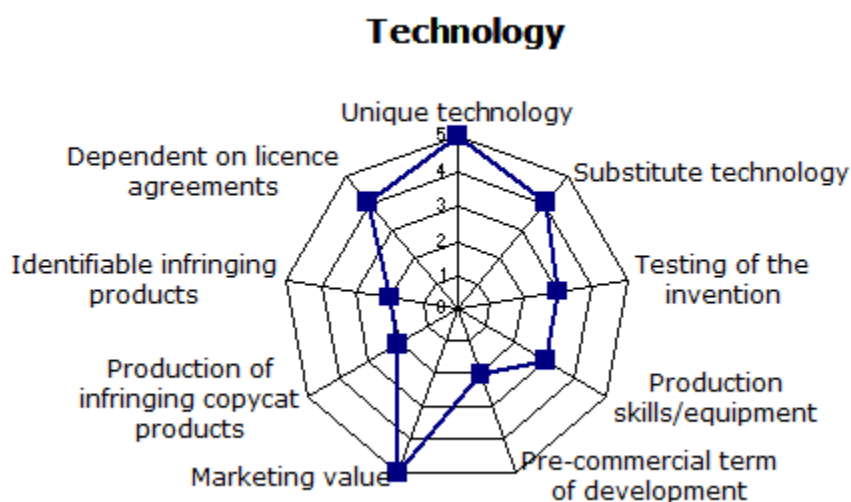 Technology
Unique technology
Dependent on licence
agreements
Substitute technology
Identifiable infringing
products
Testing of the
invention
Production of
infringing copycat
products
Production
skills/equipment
Marketing value
Pre-commercial term
of development
5
4
3
2
1
0